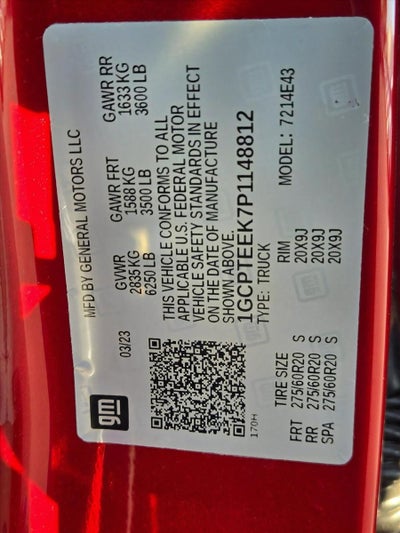 gm
MFD BY GENERAL MOTORS LLC
03/23
GVWR GAWR FRT GAWR RR
2835 KG 1588 KG 1633 KG
6250 LB 3500 LB 3600 LB
THIS VEHICLE CONFORMS TO ALL
APPLICABLE U.S. FEDERAL MOTOR
VEHICLE SAFETY STANDARDS IN EFFECT
ON THE DATE OF MANUFACTURE
SHOWN ABOVE.
1GCPTEEK7P1148812
TYPE: TRUCK MODEL: 7214E43
170H
TIRE SIZE RIM
FRT 275/60R20 S 20X9J
RR 275/60R20 S 20X9J
SPA 275/60R20 S 20X9J